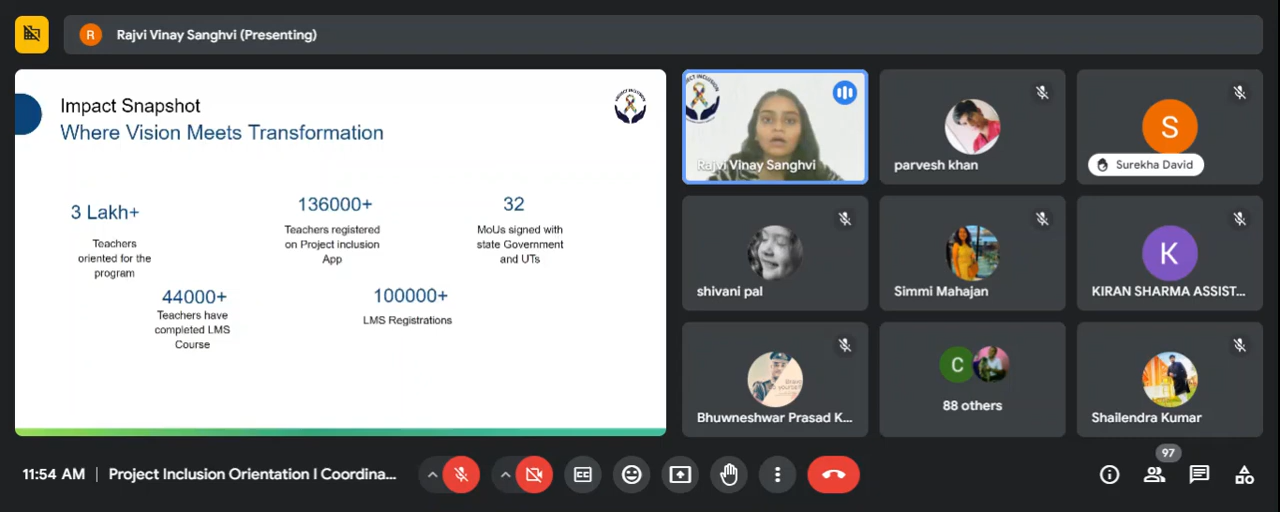 R Rajvi Vinay Sanghvi (Presenting)
Impact Snapshot
Where Vision Meets Transformation
PROJECT INCLUSION
3 Lakh+
Teachers
oriented for the
program
136000+
Teachers registered
on Project inclusion
App
32
MoUs signed with
state Government
and UTs
44000+
Teachers have
completed LMS
Course
100000+
LMS Registrations
Rajvi Vinay Sanghvi
parvesh khan
S
Surekha David
shivani pal
Simmi Mahajan
K
KIRAN SHARMA ASSIST...
Bhuwneshwar Prasad K...
C
88 others
Shailendra Kumar
11:54 AM | Project Inclusion Orientation I Coordina...
CC
97